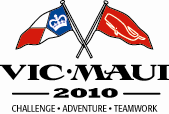 VIC·MAUI
2010
CHALLENGE · ADVENTURE · TEAMWORK